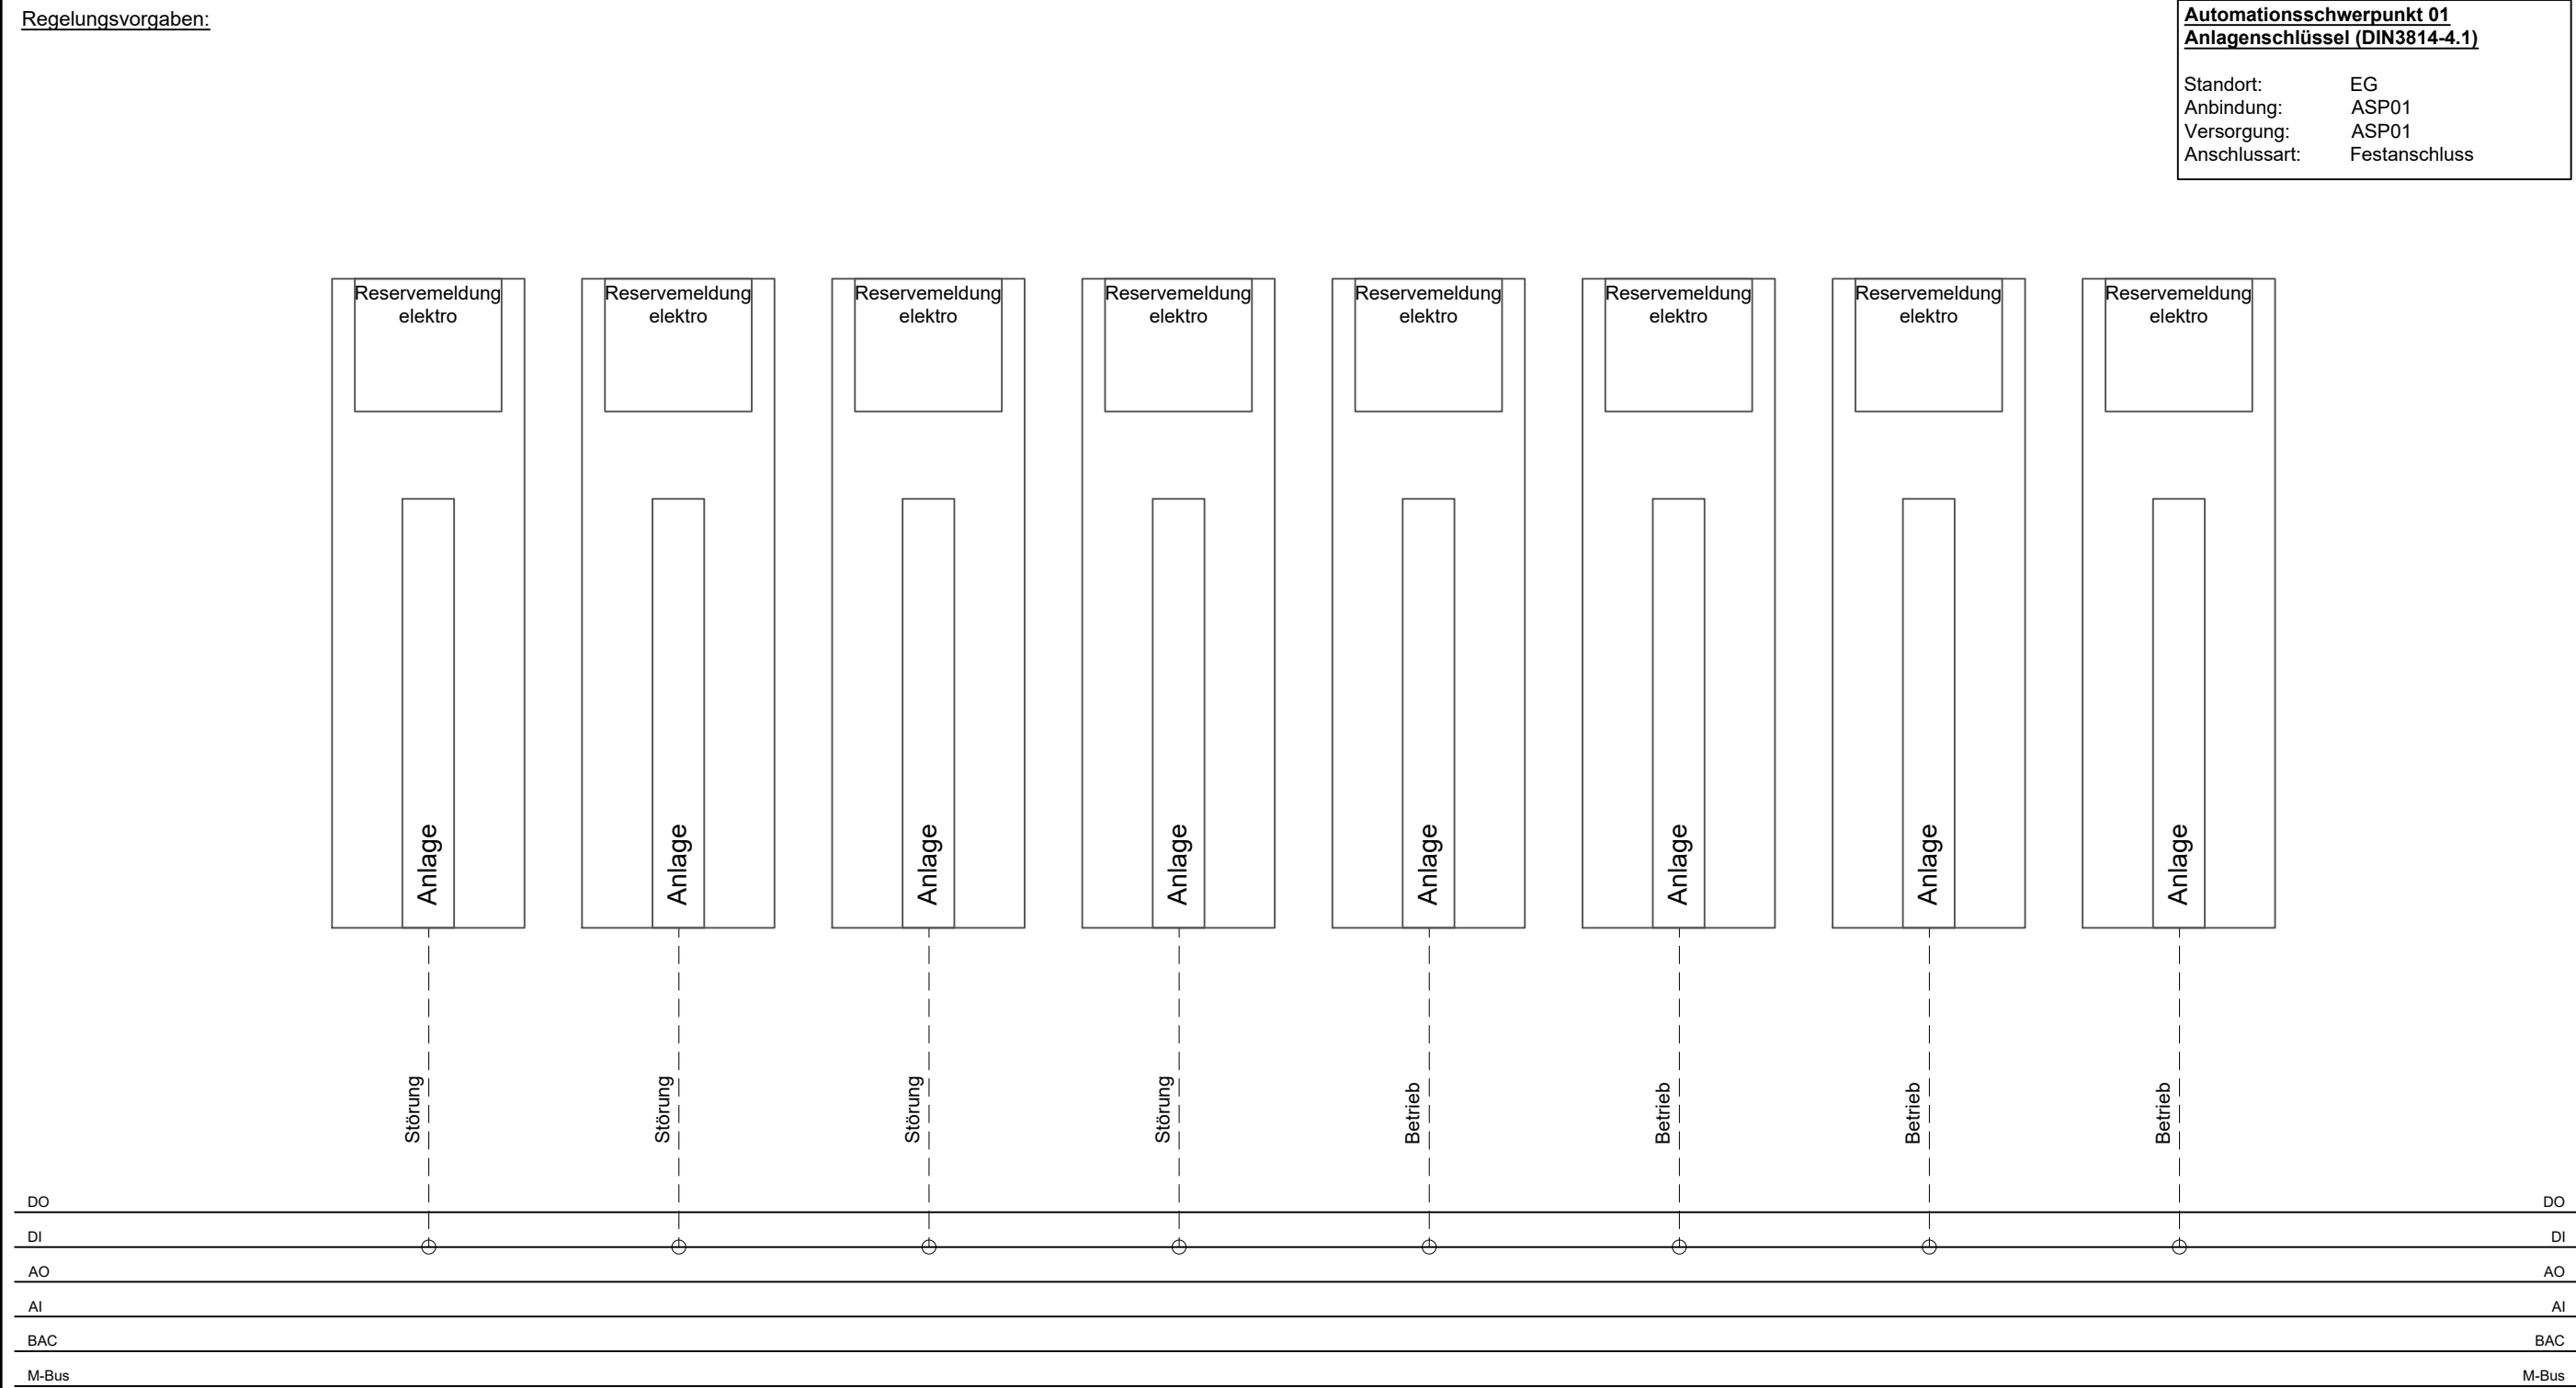 Regelungsvorgaben:
Automationsschwerpunkt 01
Anlagenschlüssel (DIN3814-4.1)
Standort: EG
Anbindung: ASP01
Versorgung: ASP01
Anschlussart: Festanschluss
Reservemeldung
elektro
Reservemeldung
elektro
Reservemeldung
elektro
Reservemeldung
elektro
Reservemeldung
elektro
Reservemeldung
elektro
Reservemeldung
elektro
Reservemeldung
elektro
Anlage
Anlage
Anlage
Anlage
Anlage
Anlage
Anlage
Anlage
Störung
Störung
Störung
Störung
Betrieb
Betrieb
Betrieb
Betrieb
DO DO
DI DI
AO AO
AI AI
BAC BAC
M-Bus M-Bus